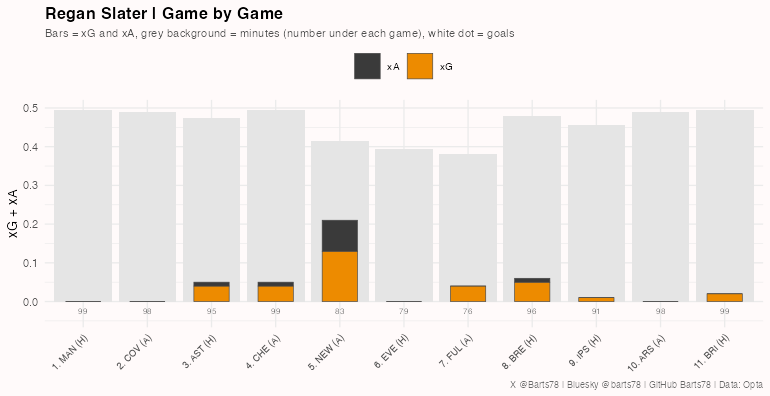 Regan Slater | Game by Game
Bars = xG and xA, grey background = minutes (number under each game), white dot = goals
xA xG
xG + xA
0.5
0.4
0.3
0.2
0.1
0.0
99 98 95 99 83 79 76 96 91 98 99
1. MAN (H) 2. COV (A) 3. AST (H) 4. CHE (A) 5. NEW (A) 6. EVE (H) 7. FUL (A) 8. BRE (H) 9. IPS (H) 10. ARS (A) 11. BRI (H)
X @Barts78 | Bluesky @barts78 | GitHub Barts78 | Data: Opta